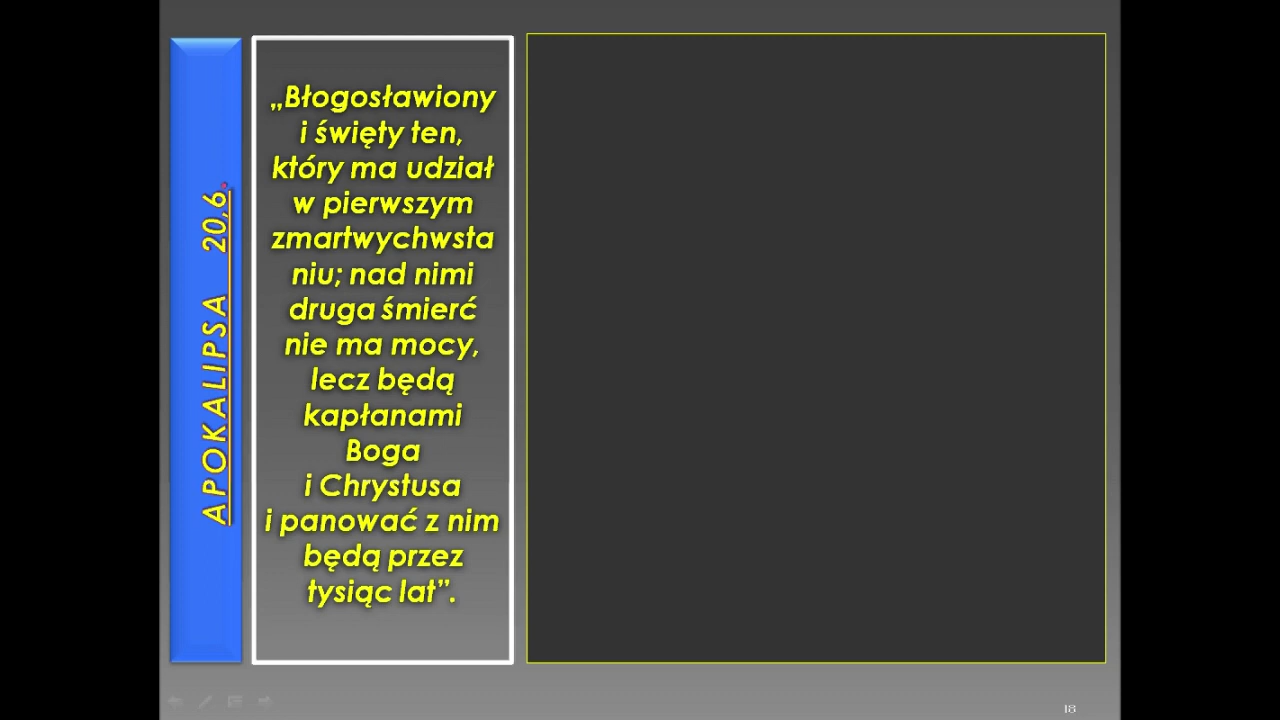 APOKALIPSA 20,6.
„Błogosławiony
i święty ten,
który ma udział
w pierwszym
zmartwychwsta
niu; nad nimi
druga śmierć
nie ma mocy,
lecz będą
kapłanami
Boga
i Chrystusa
i panować z nim
będą przez
tysiąc lat”.
18